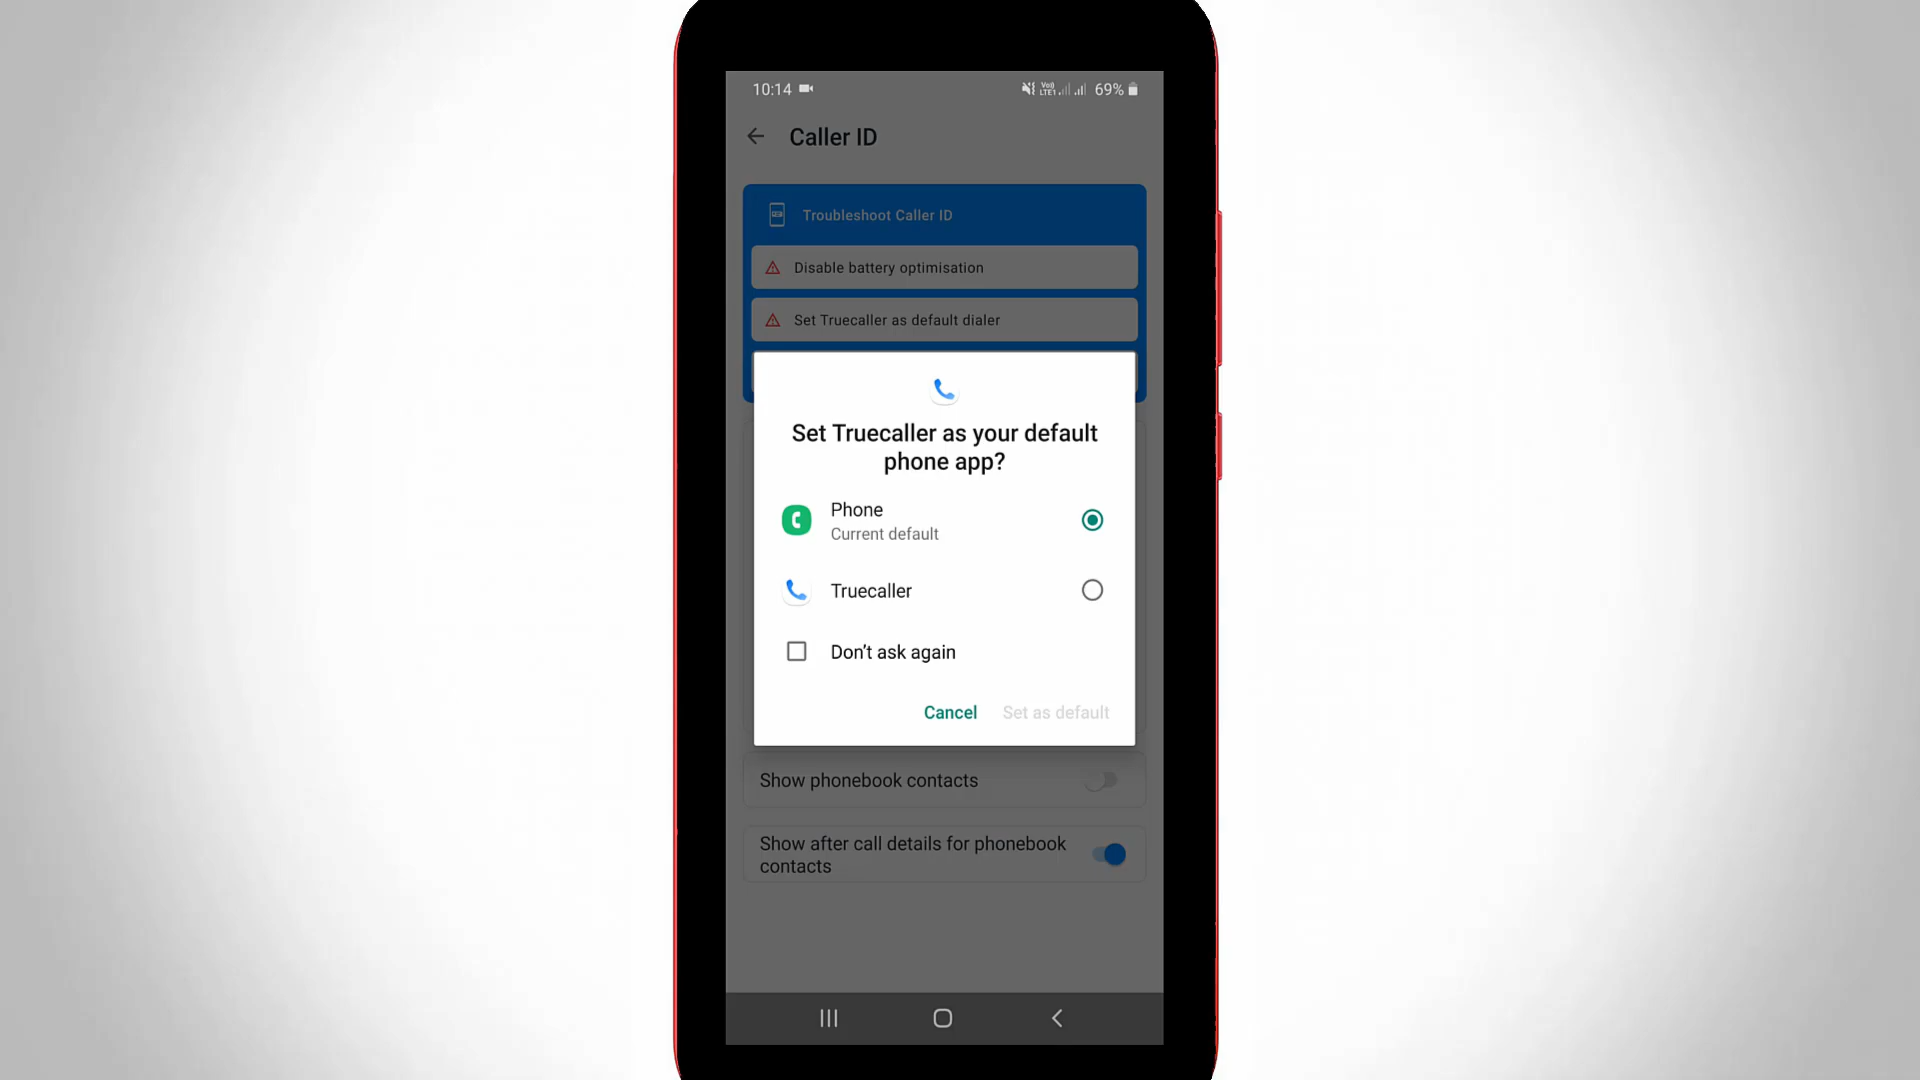 10:14
Vo)) LTE1 69%
Caller ID
Troubleshoot Caller ID
Disable battery optimisation
Set Truecaller as default dialer
Set Truecaller as your default
phone app?
Phone
Current default
Truecaller
Don't ask again
Cancel Set as default
Show phonebook contacts
Show after call details for phonebook
contacts